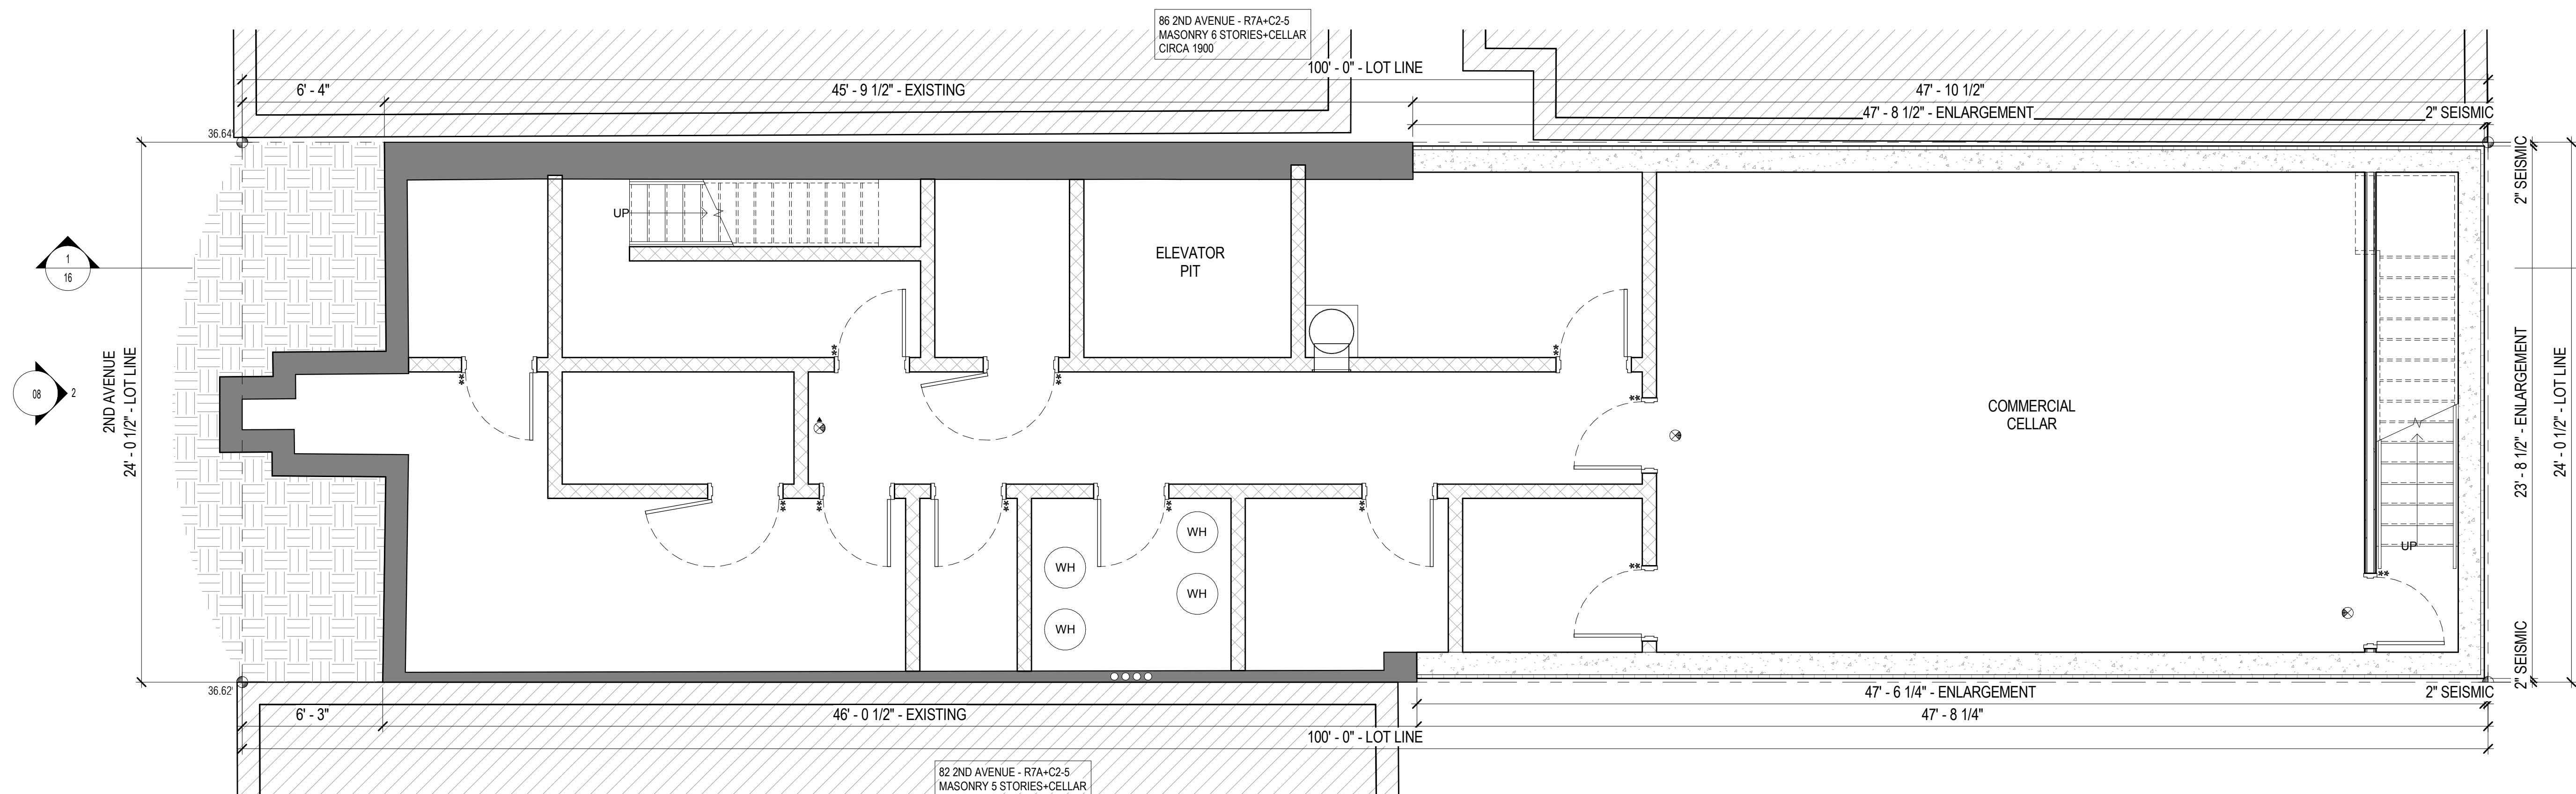 86 2ND AVENUE - R7A+C2-5
MASONRY 6 STORIES+CELLAR
CIRCA 1900
100' - 0" - LOT LINE
6' - 4"
45' - 9 1/2" - EXISTING
47' - 10 1/2"
47' - 8 1/2" - ENLARGEMENT
2" SEISMIC
36.64'
2" SEISMIC
UP
ELEVATOR
PIT
1
16
08
2
2ND AVENUE
24' - 0 1/2" - LOT LINE
**
**
**
**
**
COMMERCIAL
CELLAR
23' - 8 1/2" - ENLARGEMENT
24' - 0 1/2" - LOT LINE
**
**
**
**
**
WH
WH
WH
WH
UP
**
**
2" SEISMIC
36.62'
6' - 3"
46' - 0 1/2" - EXISTING
47' - 6 1/4" - ENLARGEMENT
2" SEISMIC
47' - 8 1/4"
100' - 0" - LOT LINE
82 2ND AVENUE - R7A+C2-5
MASONRY 5 STORIES+CELLAR